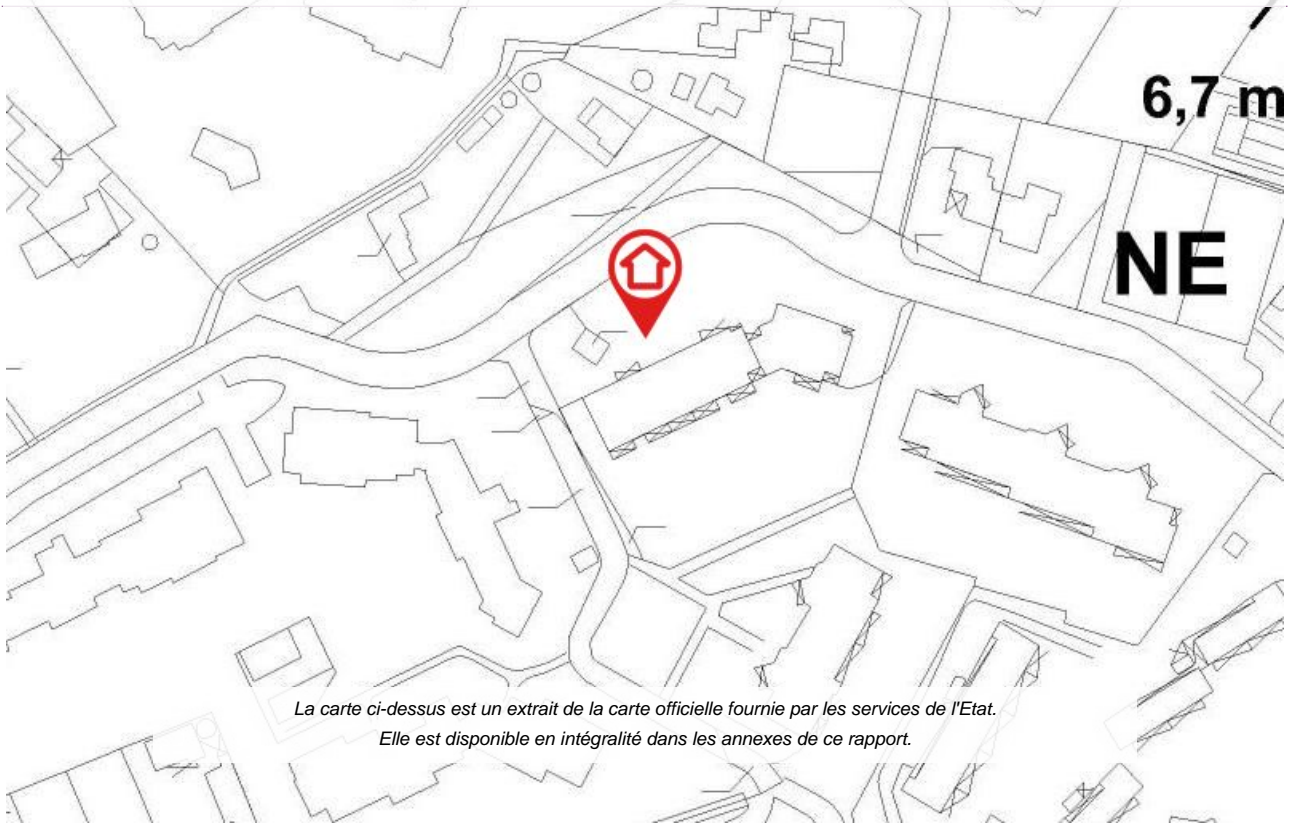 6,7 m
NE
La carte ci-dessus est un extrait de la carte officielle fournie par les services de l'Etat.
Elle est disponible en intégralité dans les annexes de ce rapport.